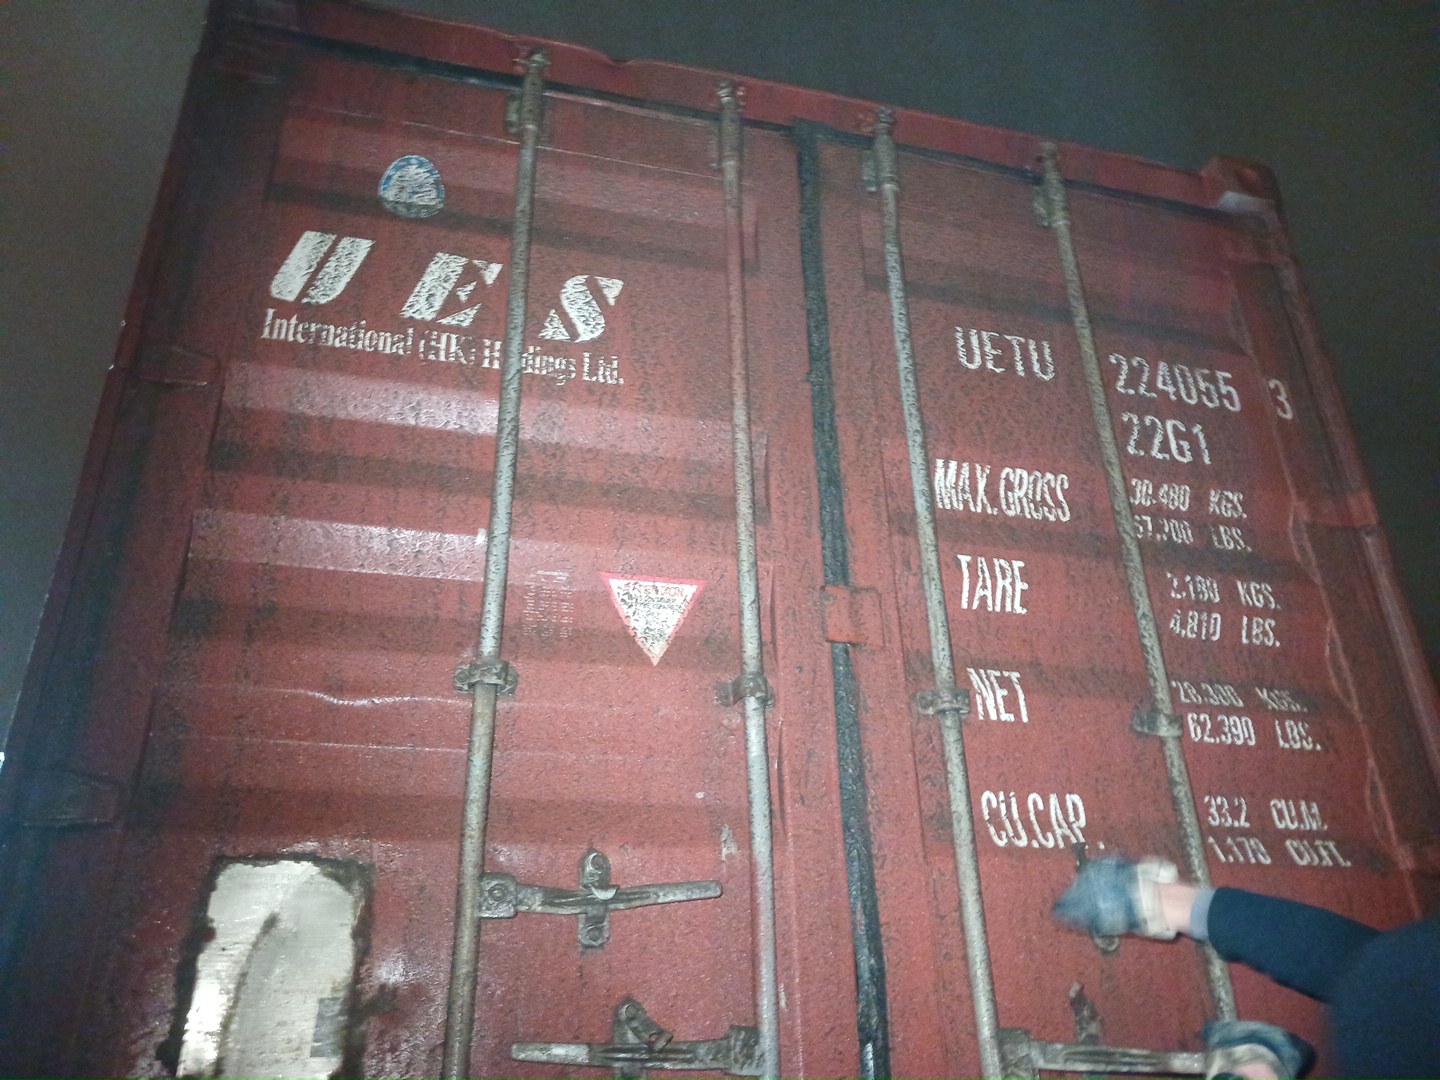 UES
International (HK) Holdings Ltd.
UETU 224055 3
22G1
MAX.GROSS 30.480 KGS.
67.200 LBS.
TARE 2.180 KGS.
4.810 LBS.
NET 28.300 KGS.
62.390 LBS.
CU.CAP. 33.2 CU.M.
1.170 CU.FT.